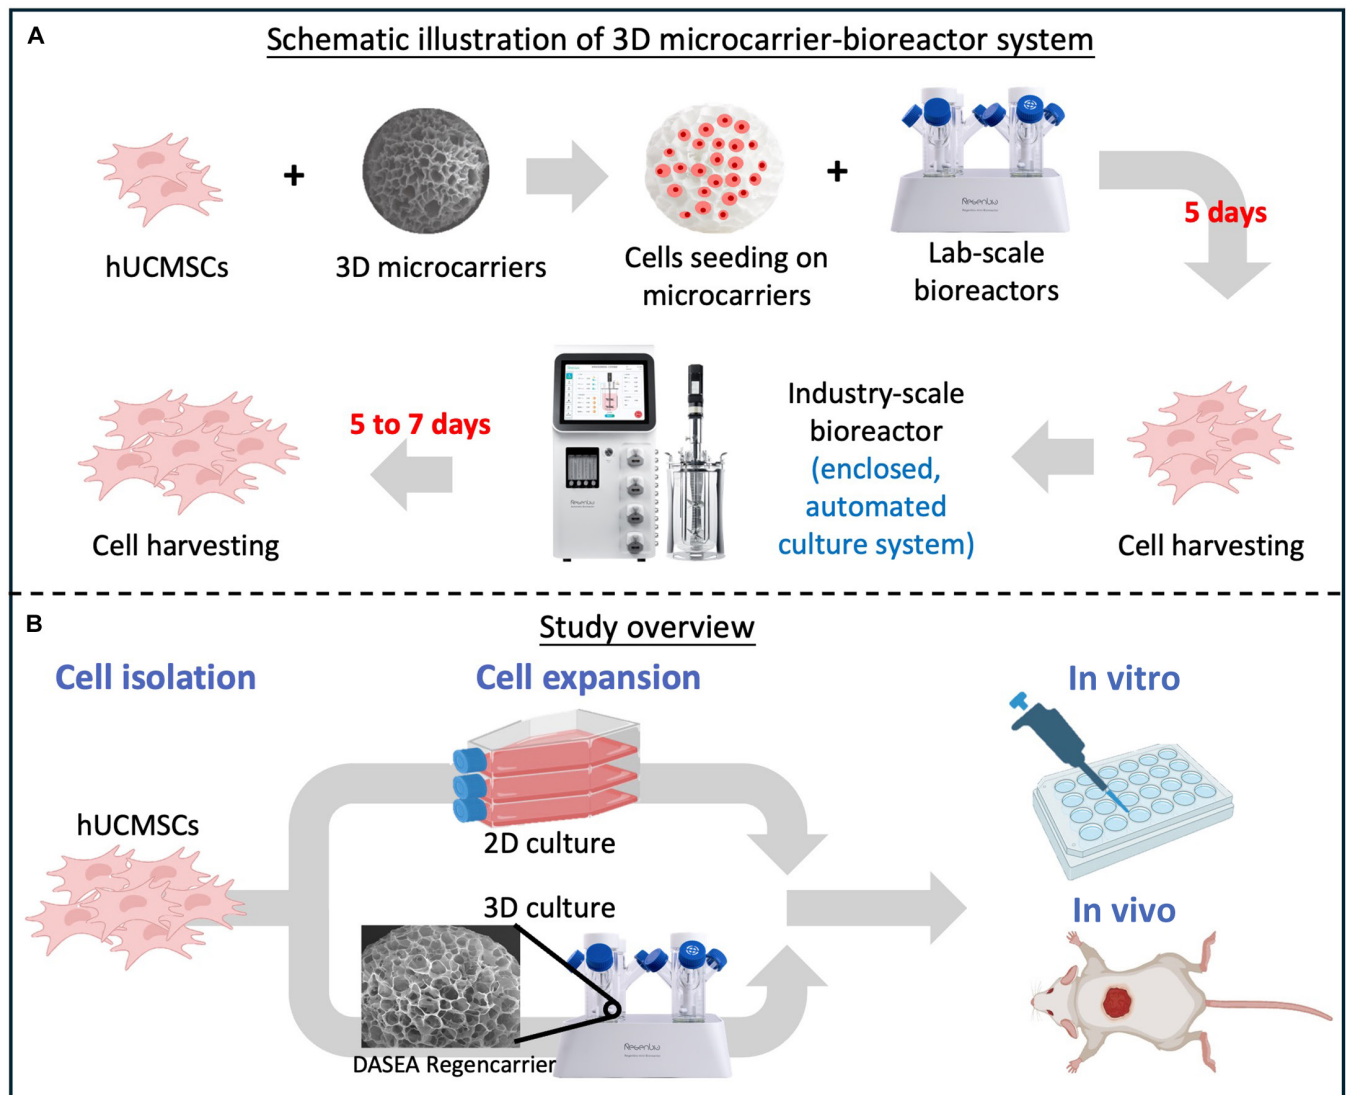 A
Schematic illustration of 3D microcarrier-bioreactor system
+
+
5 days
hUCMSCs
3D microcarriers
Cells seeding on
microcarriers
Lab-scale
bioreactors
5 to 7 days
Industry-scale
bioreactor
(enclosed,
automated
culture system)
Cell harvesting
Cell harvesting
B
Study overview
Cell isolation
Cell expansion
In vitro
hUCMSCs
2D culture
3D culture
In vivo
DASEA Regencarrier